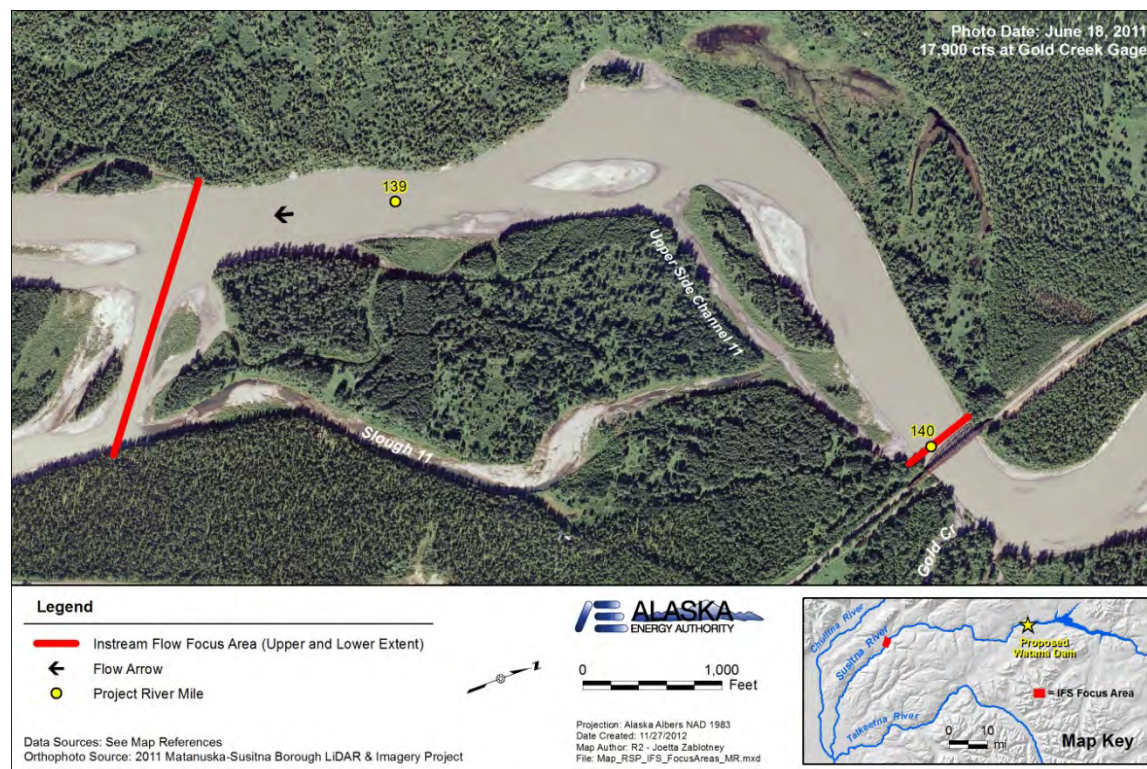 Photo Date: June 18, 2011
17,900 cfs at Gold Creek Gage
139
Upper Side Channel 11
Slough 11
140
Gold Cr
Legend
Instream Flow Focus Area (Upper and Lower Extent)
Flow Arrow
Project River Mile
Data Sources: See Map References
Orthophoto Source: 2011 Matanuska-Susitna Borough LiDAR & Imagery Project
N
ALASKA
ENERGY AUTHORITY
0 1,000
Feet
Projection: Alaska Albers NAD 1983
Date Created: 11/27/2012
Map Author: R2 - Joetta Zablotney
File: Map_RSP_IFS_FocusAreas_MR.mxd
Chulitna River
Susitna River
Proposed
Watana Dam
= IFS Focus Area
Talkeetna River
0 10
mi
Map Key